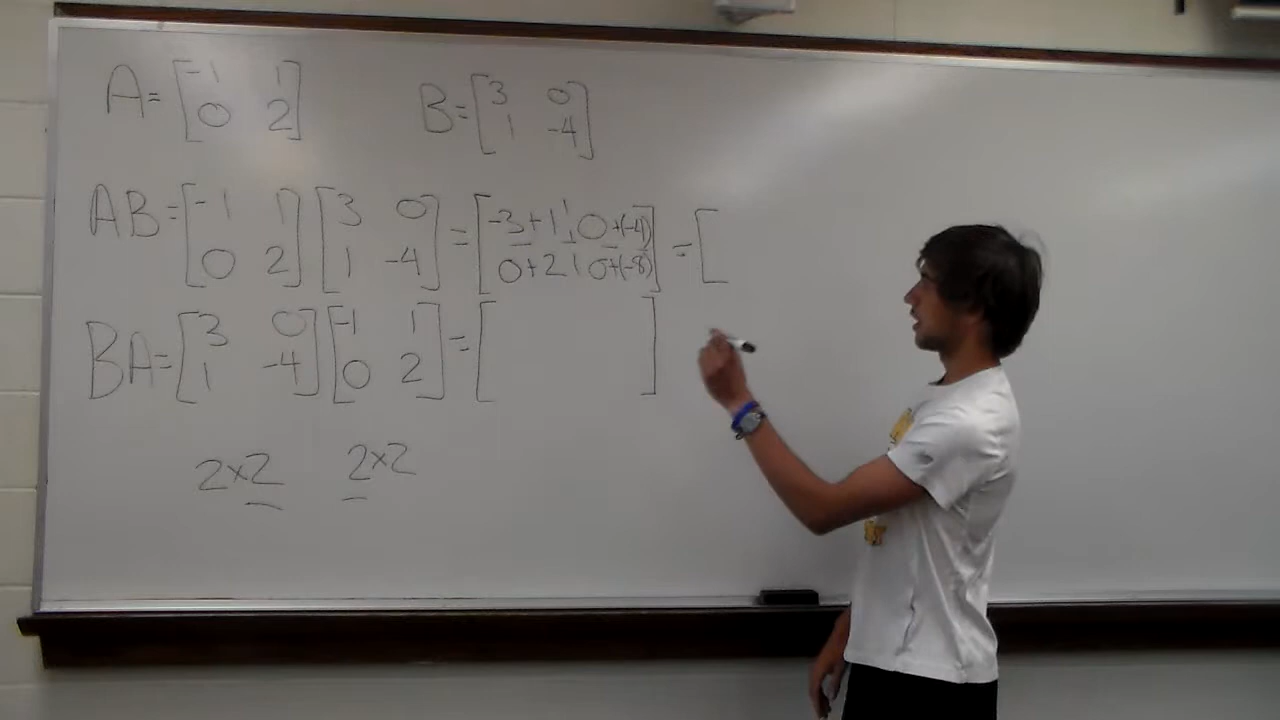 A = [-1 1
0 2] B = [3 0
1 -4]
AB = [-1 1
0 2] [3 0
1 -4] = [-3+1 , 0+(-4)
0+2 , 0+(-8)] = [
BA = [3 0
1 -4] [-1 1
0 2] = [ ]
2×2 2×2